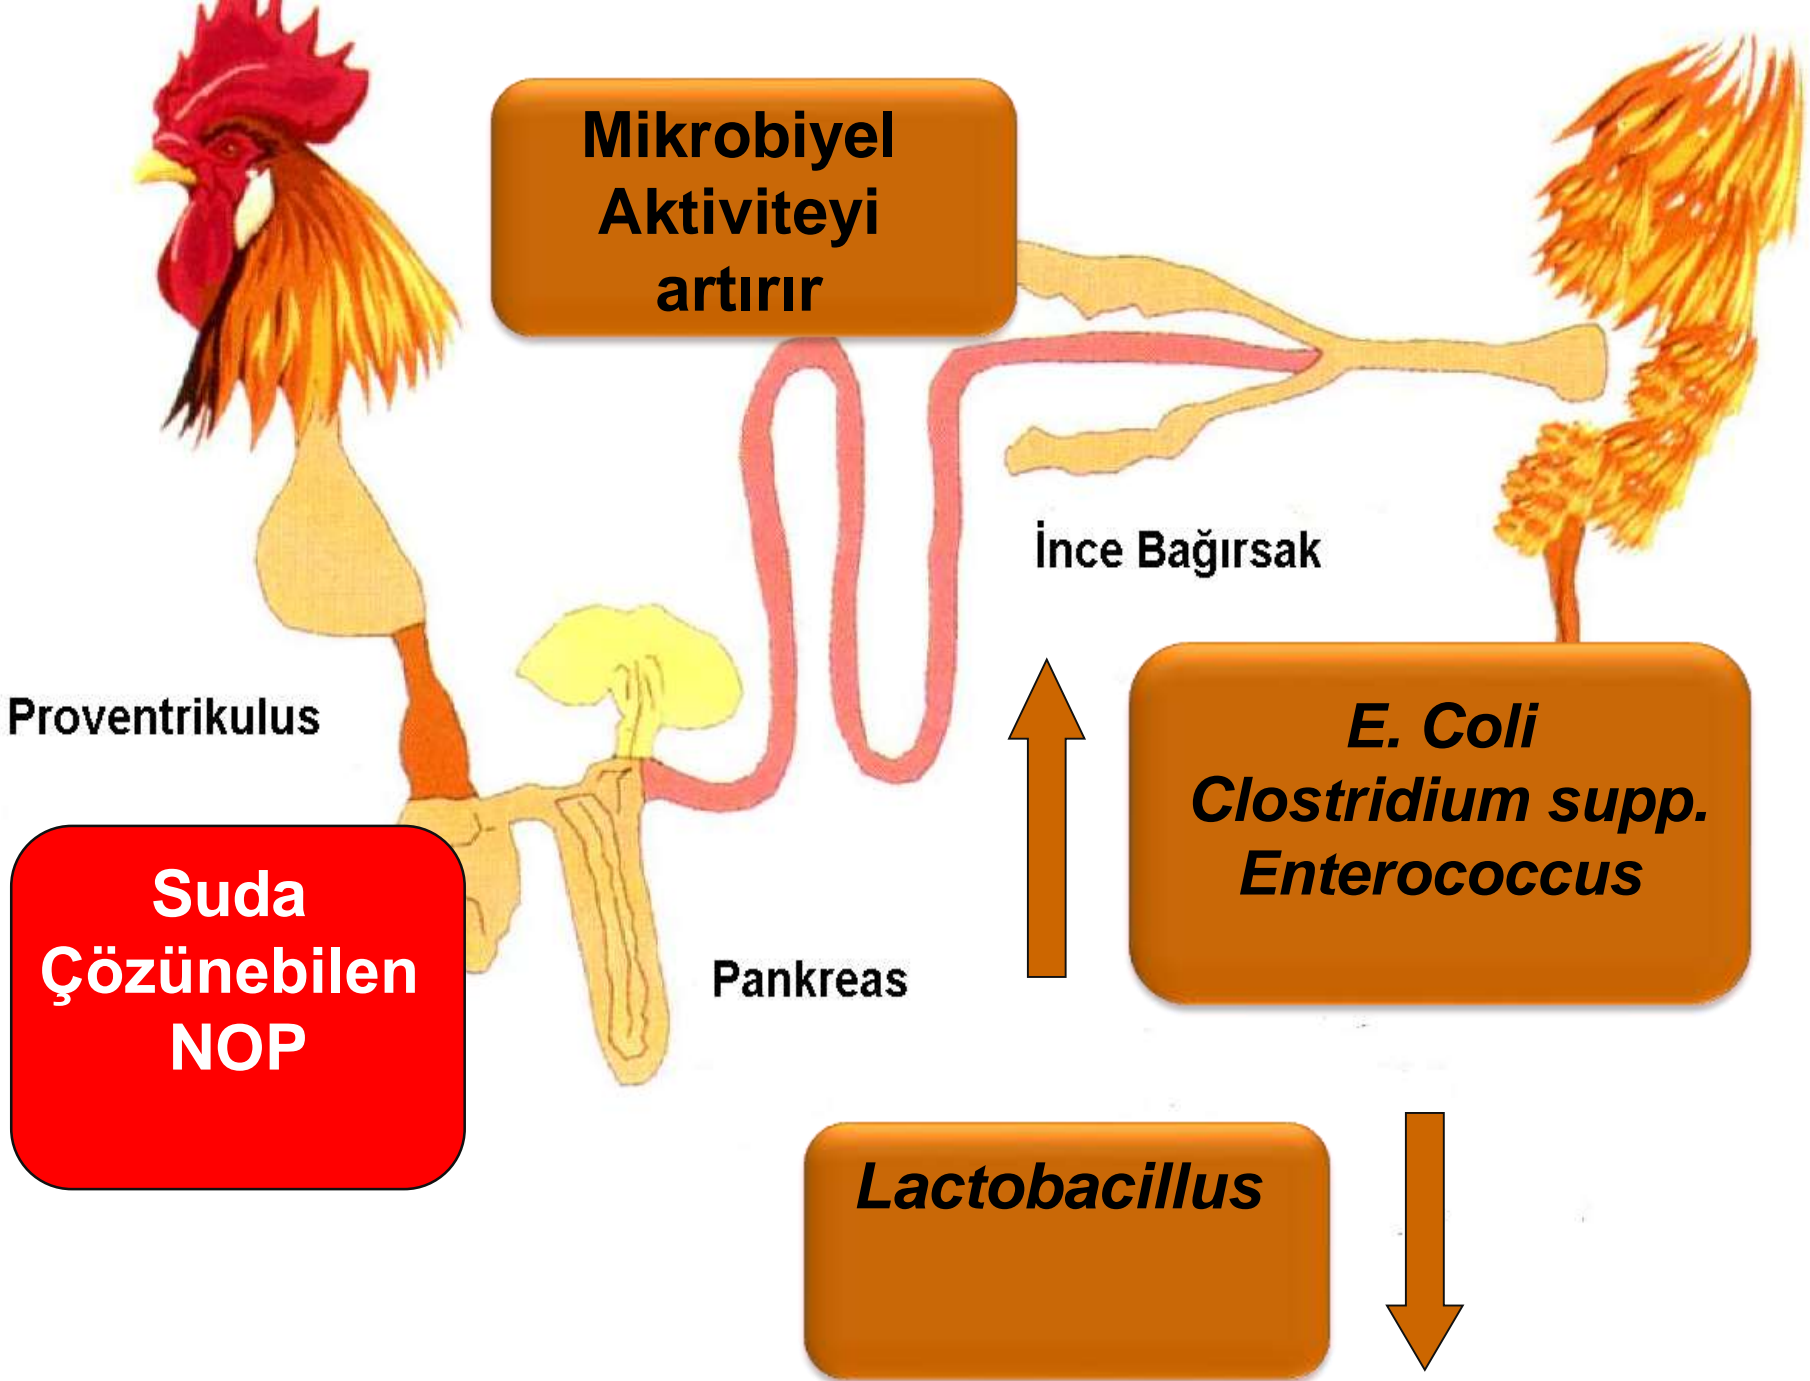 Mikrobiyel
Aktiviteyi
artırır
İnce Bağırsak
Proventrikulus
E. Coli
Clostridium supp.
Enterococcus
Suda
Çözünebilen
NOP
Pankreas
Lactobacillus